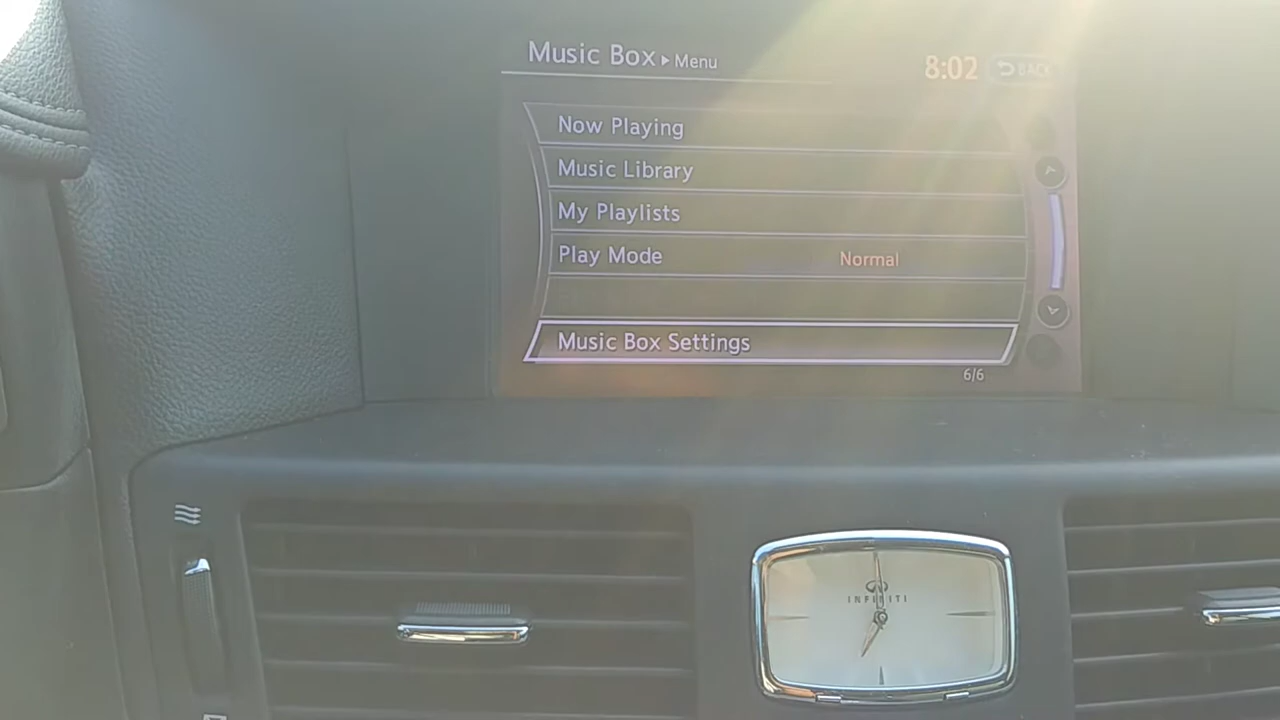 Music Box ▸ Menu
8:02
BACK
Now Playing
Music Library
My Playlists
Play Mode Normal
Music Box Settings
6/6
INFINITI